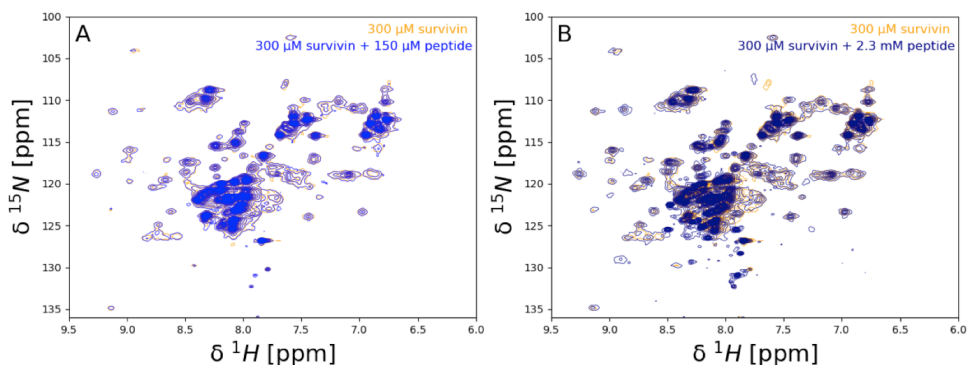 A
300 µM survivin
300 µM survivin + 150 µM peptide
100
105
110
115
120
125
130
135
δ 15N [ppm]
9.5 9.0 8.5 8.0 7.5 7.0 6.5 6.0
δ 1H [ppm]
B
300 µM survivin
300 µM survivin + 2.3 mM peptide
100
105
110
115
120
125
130
135
δ 15N [ppm]
9.5 9.0 8.5 8.0 7.5 7.0 6.5 6.0
δ 1H [ppm]